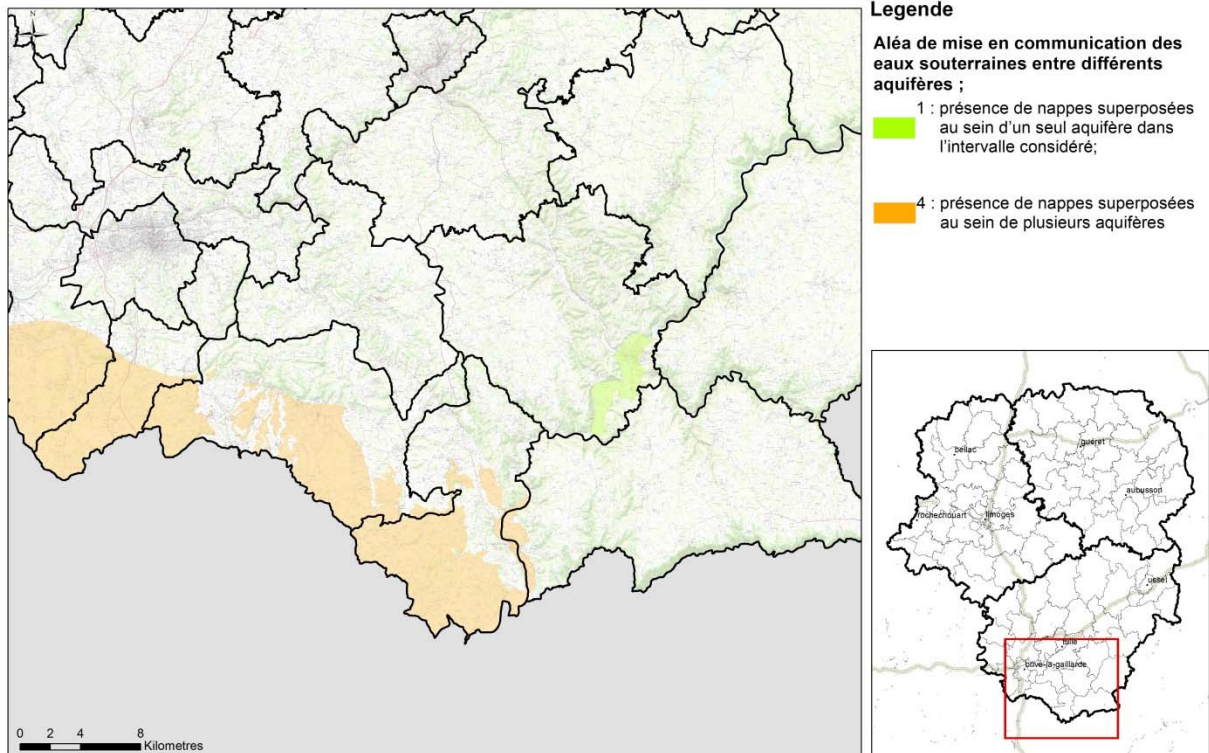 N
Legende
Aléa de mise en communication des
eaux souterraines entre différents
aquifères ;
1 : présence de nappes superposées
au sein d'un seul aquifère dans
l'intervalle considéré;
4 : présence de nappes superposées
au sein de plusieurs aquifères
0 2 4 8
Kilometres
bellac
guéret
aubusson
rochechouart
limoges
ussel
tulle
brive-la-gaillarde